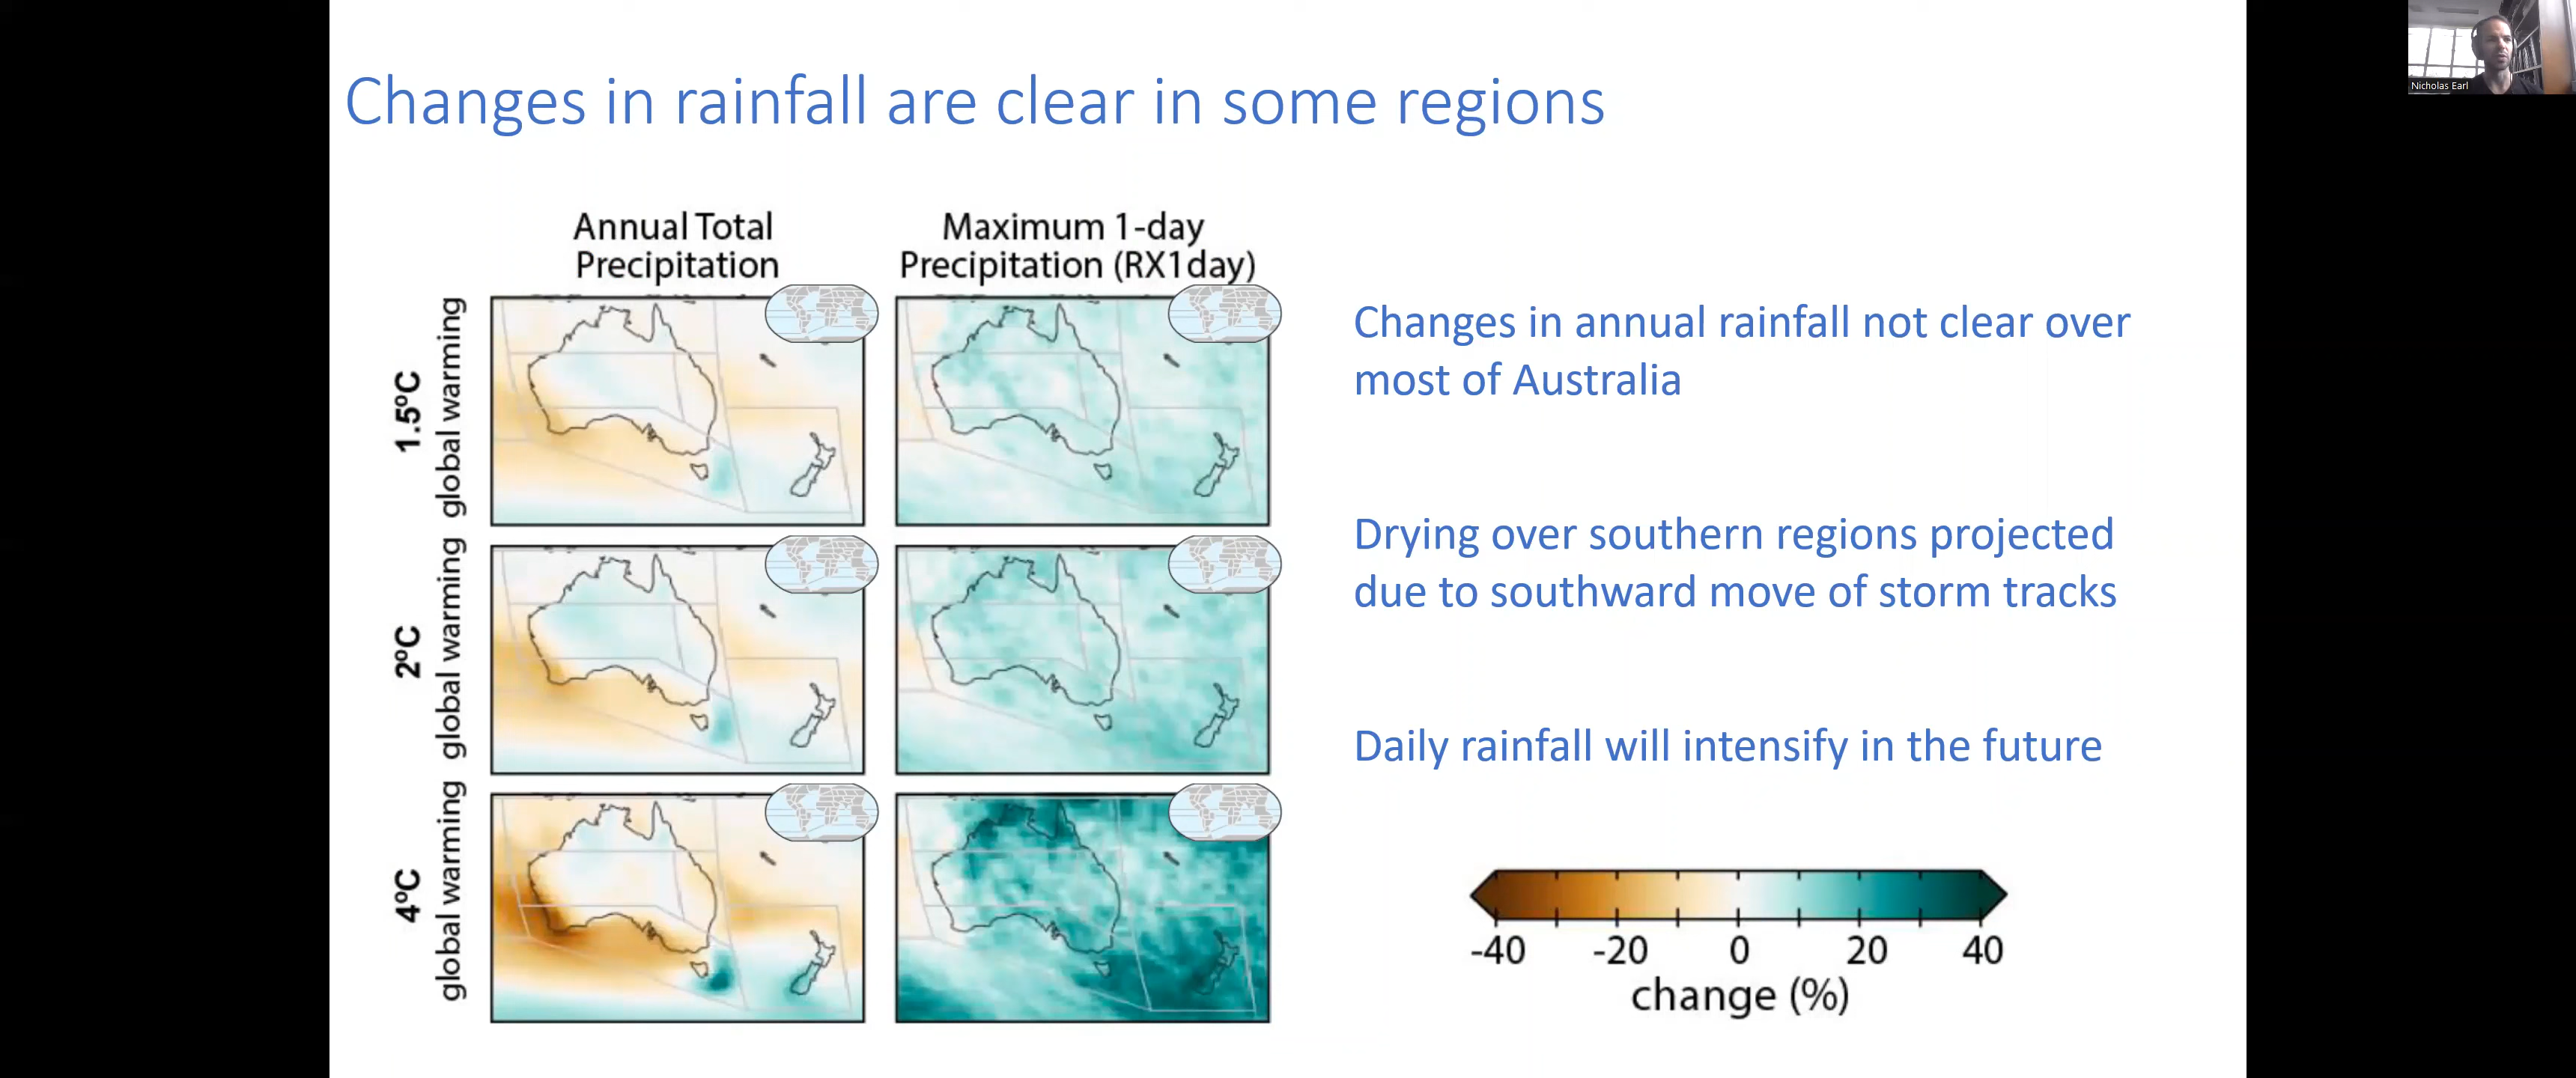 Changes in rainfall are clear in some regions
Nicholas Earl
Annual Total
Precipitation
Maximum 1-day
Precipitation (RX1day)
1.5ºC
global warming
2ºC
global warming
4ºC
global warming
Changes in annual rainfall not clear over
most of Australia
Drying over southern regions projected
due to southward move of storm tracks
Daily rainfall will intensify in the future
-40 -20 0 20 40
change (%)